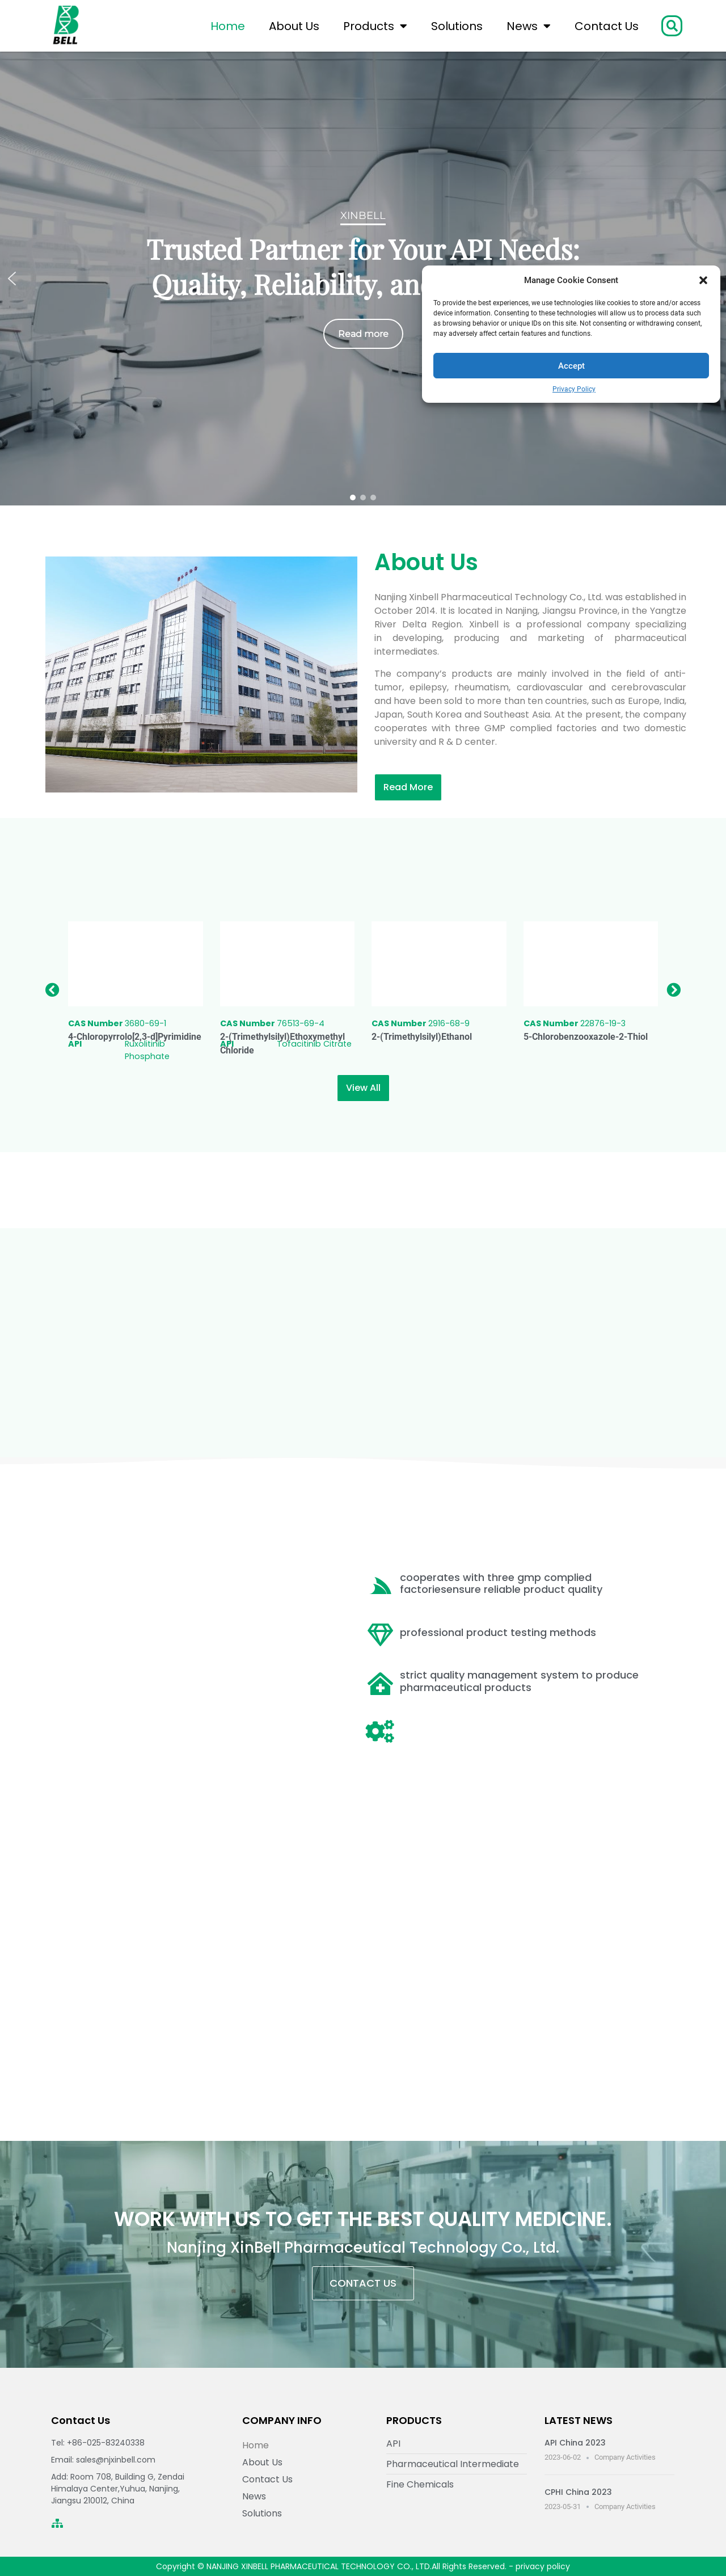 BELL
Home
About Us
Products
Solutions
News
Contact Us
XINBELL
Trusted Partner for Your API Needs:
Quality, Reliability, and
Read more
Manage Cookie Consent
To provide the best experiences, we use technologies like cookies to store and/or access
device information. Consenting to these technologies will allow us to process data such
as browsing behavior or unique IDs on this site. Not consenting or withdrawing consent,
may adversely affect certain features and functions.
Accept
Privacy Policy
About Us
Nanjing Xinbell Pharmaceutical Technology Co., Ltd. was established in
October 2014. It is located in Nanjing, Jiangsu Province, in the Yangtze
River Delta Region. Xinbell is a professional company specializing
in developing, producing and marketing of pharmaceutical
intermediates.
The company's products are mainly involved in the field of anti-
tumor, epilepsy, rheumatism, cardiovascular and cerebrovascular
and have been sold to more than ten countries, such as Europe, India,
Japan, South Korea and Southeast Asia. At the present, the company
cooperates with three GMP complied factories and two domestic
university and R & D center.
Read More
CAS Number 3680-69-1
4-Chloropyrrolo[2,3-d]Pyrimidine
API Ruxolitinib
Phosphate
CAS Number 76513-69-4
2-(Trimethylsilyl)Ethoxymethyl
Chloride
API Tofacitinib Citrate
CAS Number 2916-68-9
2-(Trimethylsilyl)Ethanol
CAS Number 22876-19-3
5-Chlorobenzooxazole-2-Thiol
View All
cooperates with three gmp complied
factoriesensure reliable product quality
professional product testing methods
strict quality management system to produce
pharmaceutical products
WORK WITH US TO GET THE BEST QUALITY MEDICINE.
Nanjing XinBell Pharmaceutical Technology Co., Ltd.
CONTACT US
Contact Us
Tel: +86-025-83240338
Email: sales@njxinbell.com
Add: Room 708, Building G, Zendai
Himalaya Center,Yuhua, Nanjing,
Jiangsu 210012, China
COMPANY INFO
Home
About Us
Contact Us
News
Solutions
PRODUCTS
API
Pharmaceutical Intermediate
Fine Chemicals
LATEST NEWS
API China 2023
2023-06-02 • Company Activities
CPHI China 2023
2023-05-31 • Company Activities
Copyright © NANJING XINBELL PHARMACEUTICAL TECHNOLOGY CO., LTD.All Rights Reserved. - privacy policy